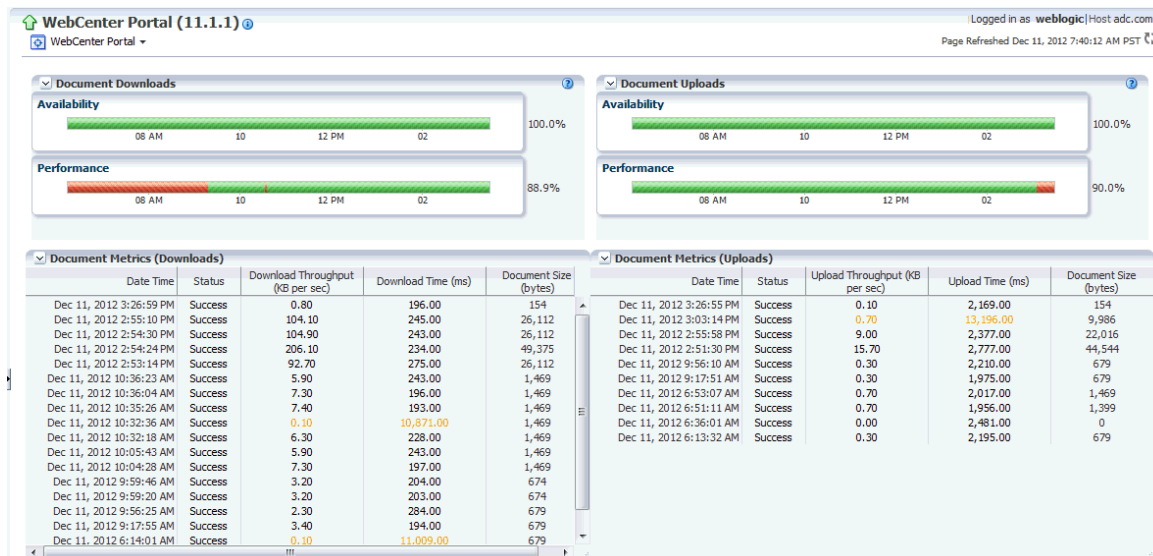 WebCenter Portal (11.1.1)
Logged in as weblogic|Host adc.com
WebCenter Portal
Page Refreshed Dec 11, 2012 7:40:12 AM PST
Document Downloads
Availability
100.0%
08 AM 10 12 PM 02
Performance
88.9%
08 AM 10 12 PM 02
Document Uploads
Availability
100.0%
08 AM 10 12 PM 02
Performance
90.0%
08 AM 10 12 PM 02
Document Metrics (Downloads)
Date Time Status Download Throughput (KB per sec) Download Time (ms) Document Size (bytes)
Dec 11, 2012 3:26:59 PM Success 0.80 196.00 154
Dec 11, 2012 2:55:10 PM Success 104.10 245.00 26,112
Dec 11, 2012 2:54:30 PM Success 104.90 243.00 26,112
Dec 11, 2012 2:54:24 PM Success 206.10 234.00 49,375
Dec 11, 2012 2:53:14 PM Success 92.70 275.00 26,112
Dec 11, 2012 10:36:23 AM Success 5.90 243.00 1,469
Dec 11, 2012 10:36:04 AM Success 7.30 196.00 1,469
Dec 11, 2012 10:35:26 AM Success 7.40 193.00 1,469
Dec 11, 2012 10:32:36 AM Success 0.10 10,871.00 1,469
Dec 11, 2012 10:32:18 AM Success 6.30 228.00 1,469
Dec 11, 2012 10:05:43 AM Success 5.90 243.00 1,469
Dec 11, 2012 10:04:28 AM Success 7.30 197.00 1,469
Dec 11, 2012 9:59:46 AM Success 3.20 204.00 674
Dec 11, 2012 9:59:20 AM Success 3.20 203.00 674
Dec 11, 2012 9:56:25 AM Success 2.30 284.00 679
Dec 11, 2012 9:17:55 AM Success 3.40 194.00 679
Dec 11, 2012 6:14:01 AM Success 0.10 11,009.00 679
Document Metrics (Uploads)
Date Time Status Upload Throughput (KB per sec) Upload Time (ms) Document Size (bytes)
Dec 11, 2012 3:26:55 PM Success 0.10 2,169.00 154
Dec 11, 2012 3:03:14 PM Success 0.70 13,196.00 9,986
Dec 11, 2012 2:55:58 PM Success 9.00 2,377.00 22,016
Dec 11, 2012 2:51:30 PM Success 15.70 2,777.00 44,544
Dec 11, 2012 9:56:10 AM Success 0.30 2,210.00 679
Dec 11, 2012 9:17:51 AM Success 0.30 1,975.00 679
Dec 11, 2012 6:53:07 AM Success 0.70 2,017.00 1,469
Dec 11, 2012 6:51:11 AM Success 0.70 1,956.00 1,399
Dec 11, 2012 6:36:01 AM Success 0.00 2,481.00 0
Dec 11, 2012 6:13:32 AM Success 0.30 2,195.00 679